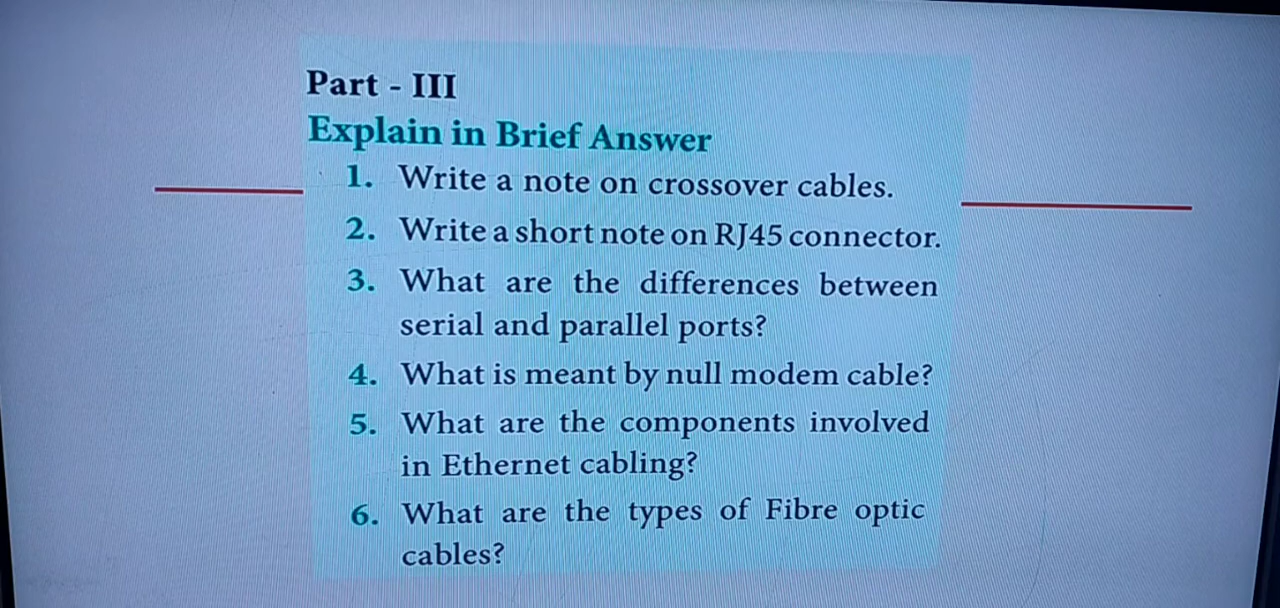 Part - III
Explain in Brief Answer
1. Write a note on crossover cables.
2. Write a short note on RJ45 connector.
3. What are the differences between
serial and parallel ports?
4. What is meant by null modem cable?
5. What are the components involved
in Ethernet cabling?
6. What are the types of Fibre optic
cables?